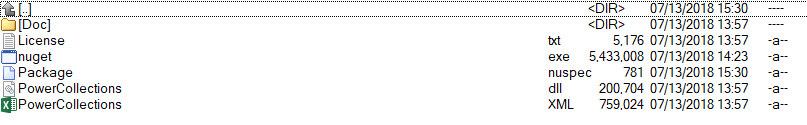 [..] <DIR> 07/13/2018 15:30 ----
[Doc] <DIR> 07/13/2018 13:57 ----
License txt 5,176 07/13/2018 13:57 -a--
nuget exe 5,433,008 07/13/2018 14:23 -a--
Package nuspec 781 07/13/2018 15:30 -a--
PowerCollections dll 200,704 07/13/2018 13:57 -a--
PowerCollections XML 759,024 07/13/2018 13:57 -a--